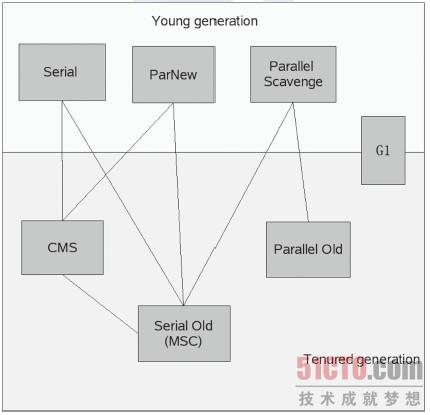 Young generation
Serial
ParNew
Parallel
Scavenge
G1
CMS
Parallel Old
Serial Old
(MSC)
Tenured generation
51CTO.com
技术成就梦想